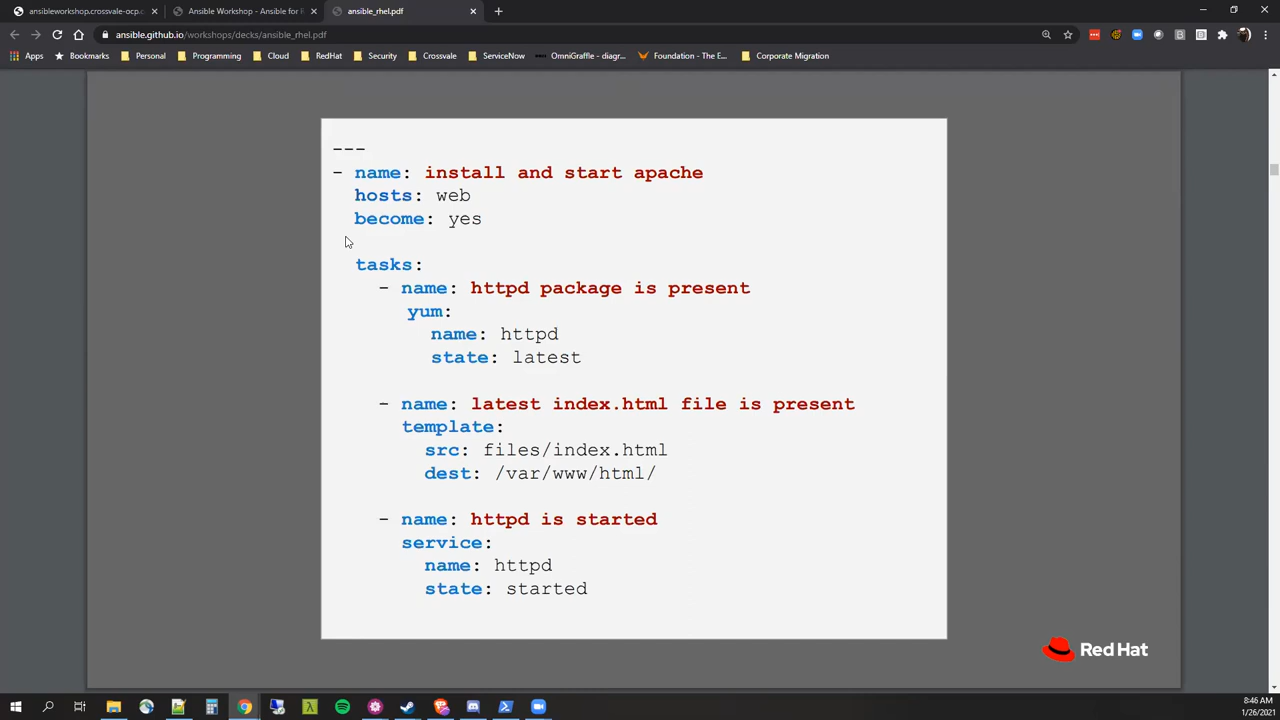 ansibleworkshop.crossvale-ocp.c
Ansible Workshop - Ansible for R
ansible_rhel.pdf
ansible.github.io/workshops/decks/ansible_rhel.pdf
Apps
Bookmarks
Personal
Programming
Cloud
RedHat
Security
Crossvale
ServiceNow
OmniGraffle - diagr...
Foundation - The E...
Corporate Migration
---
- name: install and start apache
hosts: web
become: yes
tasks:
- name: httpd package is present
yum:
name: httpd
state: latest
- name: latest index.html file is present
template:
src: files/index.html
dest: /var/www/html/
- name: httpd is started
service:
name: httpd
state: started
Red Hat
8:46 AM
1/26/2021